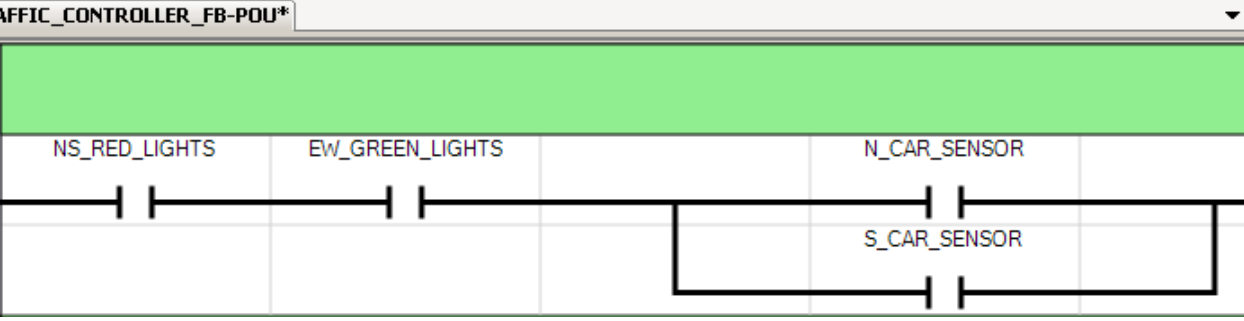 AFFIC_CONTROLLER_FB-POU*
NS_RED_LIGHTS EW_GREEN_LIGHTS N_CAR_SENSOR
S_CAR_SENSOR